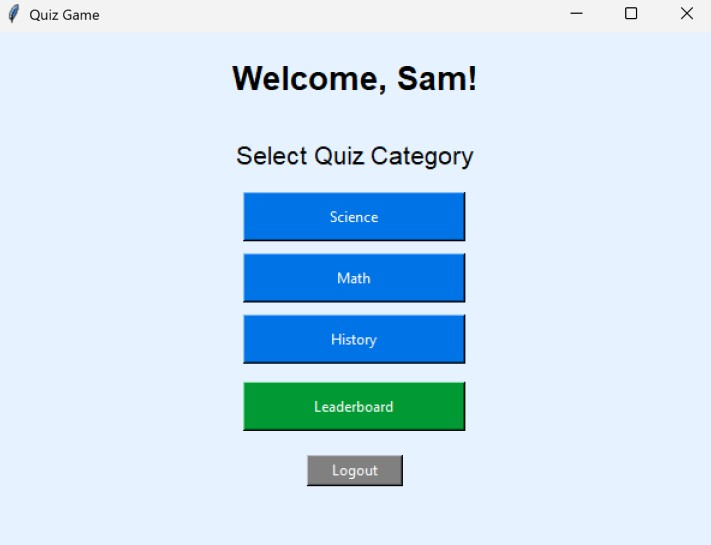 Quiz Game
Welcome, Sam!
Select Quiz Category
Science
Math
History
Leaderboard
Logout